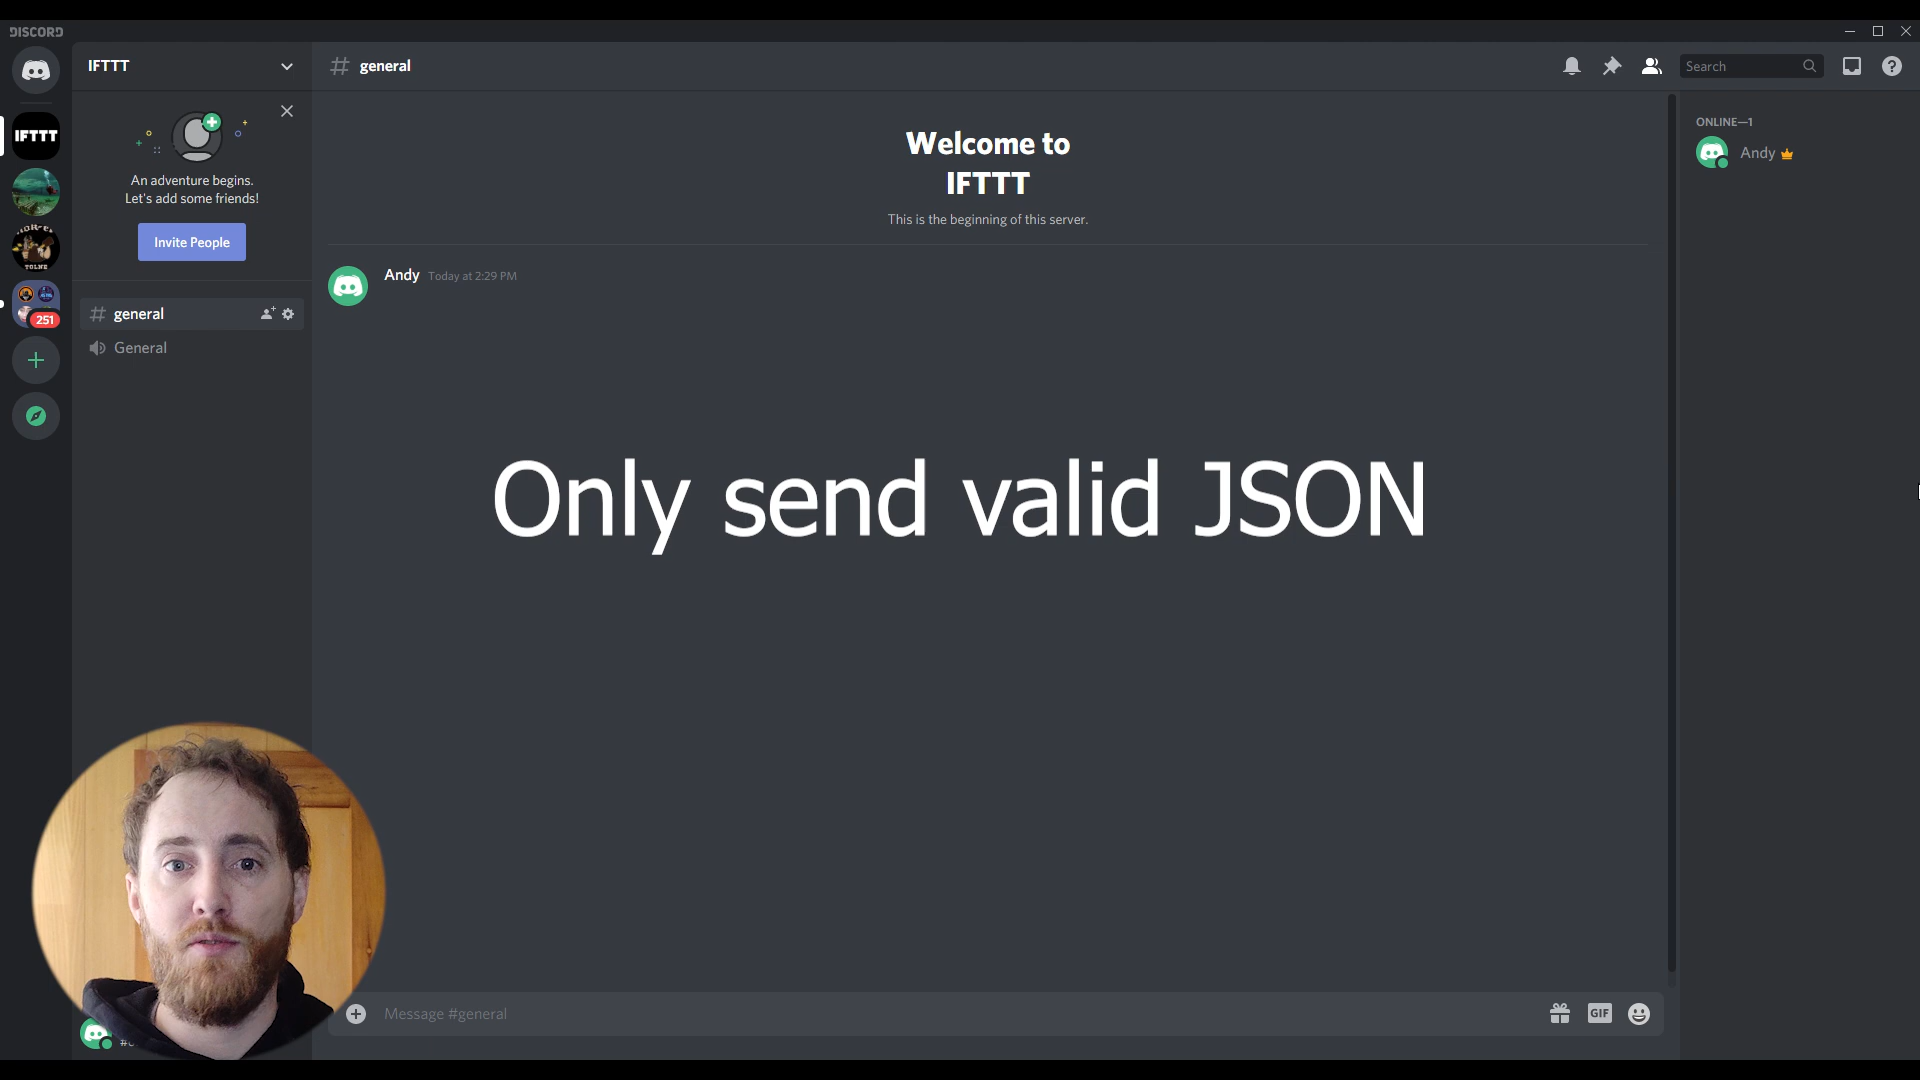 DISCORD
IFTTT
general
Search
IFTTT
An adventure begins.
Let's add some friends!
Invite People
TOLNE
251
general
General
Welcome to
IFTTT
This is the beginning of this server.
Andy Today at 2:29 PM
Only send valid JSON
Message #general
GIF
ONLINE—1
Andy